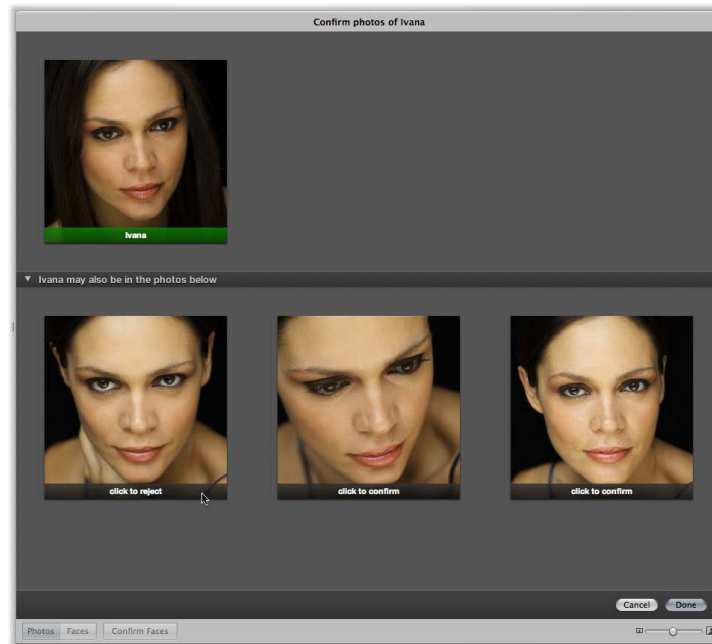 Confirm photos of Ivana
Ivana
Ivana may also be in the photos below
click to reject
click to confirm
click to confirm
Cancel
Done
Photos
Faces
Confirm Faces